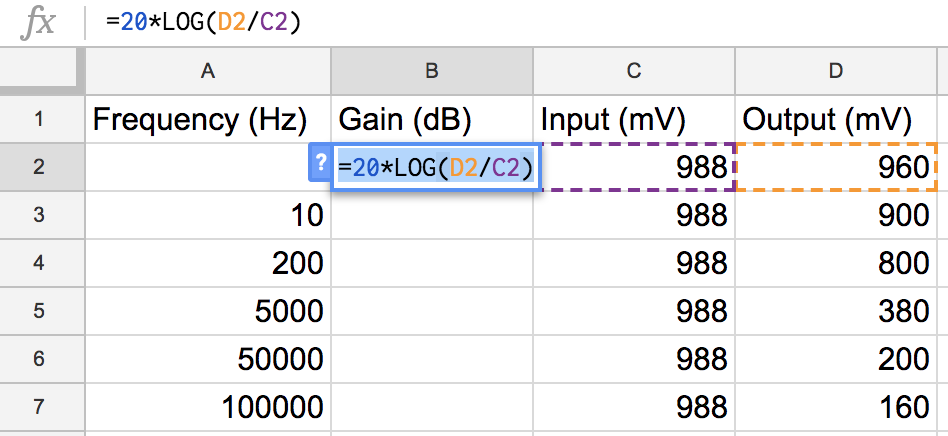 fx =20*LOG(D2/C2)
A B C D
1 Frequency (Hz) Gain (dB) Input (mV) Output (mV)
2 ? =20*LOG(D2/C2) 988 960
3 10 988 900
4 200 988 800
5 5000 988 380
6 50000 988 200
7 100000 988 160